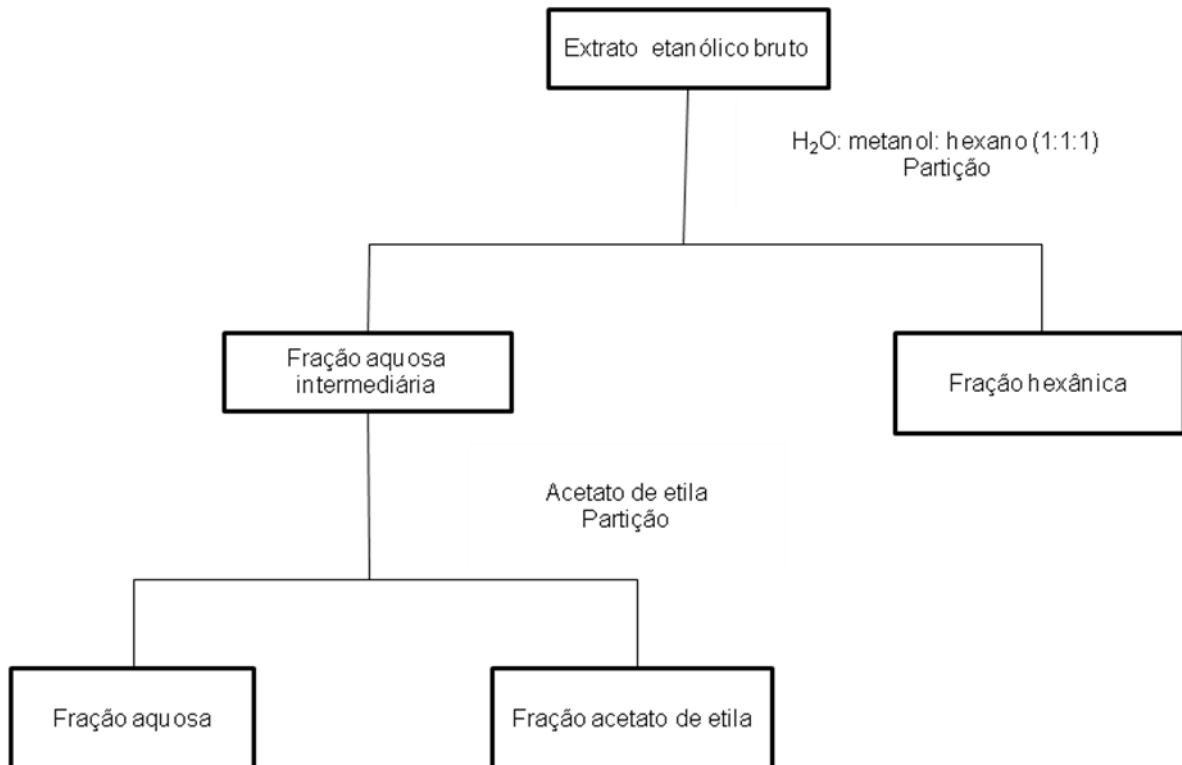 Extrato etanólico bruto
H₂O: metanol: hexano (1:1:1)
Partição
Fração aquosa
intermediária
Fração hexânica
Acetato de etila
Partição
Fração aquosa
Fração acetato de etila